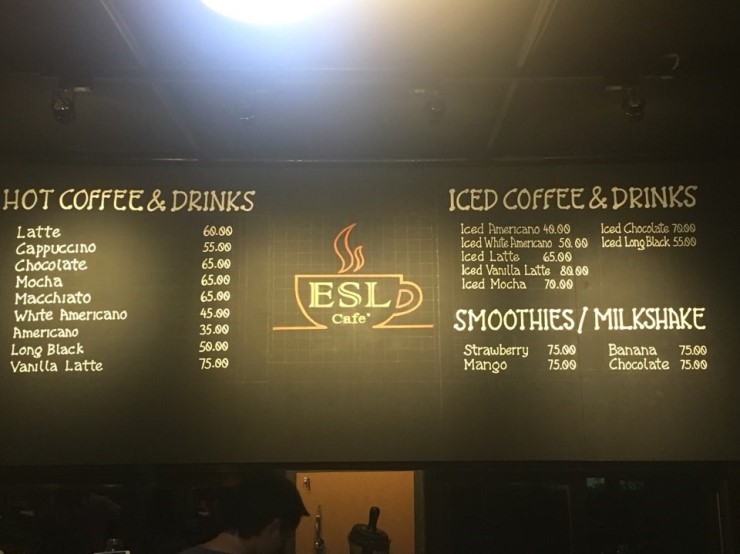 HOT COFFEE & DRINKS
Latte 60.00
Cappuccino 55.00
Chocolate 65.00
Mocha 65.00
Macchiato 65.00
White Americano 45.00
Americano 35.00
Long Black 50.00
Vanilla Latte 75.00
ESL
Cafe'
ICED COFFEE & DRINKS
Iced Americano 40.00 Iced Chocolate 70.00
Iced White Americano 50.00 Iced Long Black 55.00
Iced Latte 65.00
Iced Vanilla Latte 80.00
Iced Mocha 70.00
SMOOTHIES / MILKSHAKE
Strawberry 75.00 Banana 75.00
Mango 75.00 Chocolate 75.00